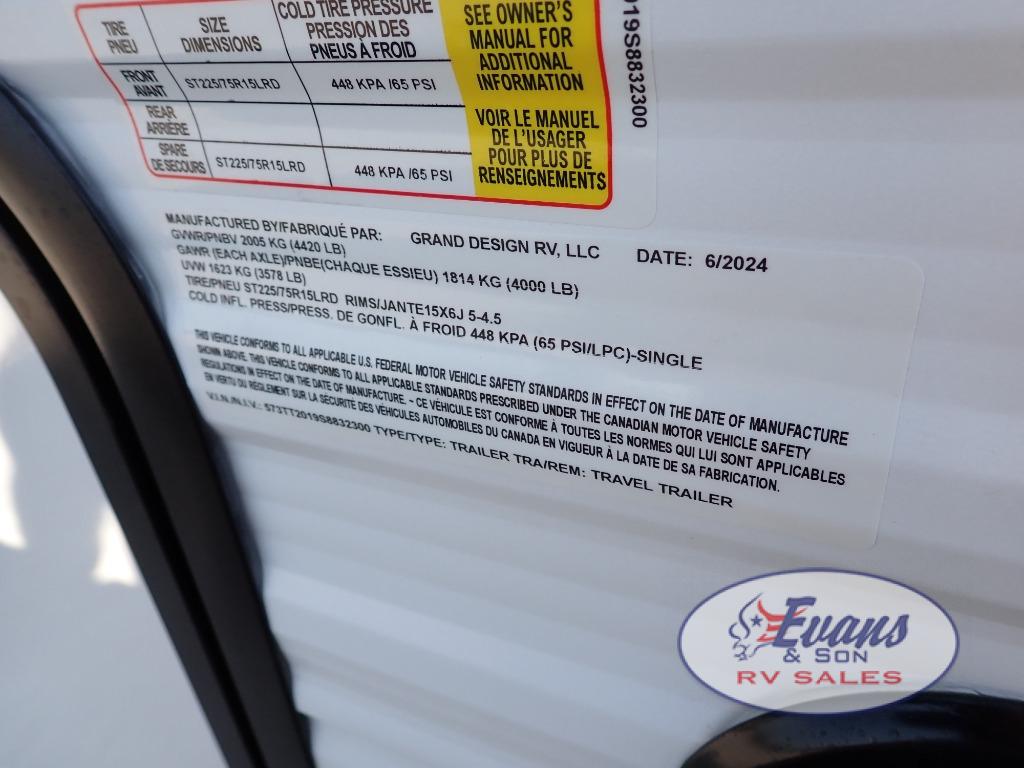 TIRE PNEU
SIZE DIMENSIONS
COLD TIRE PRESSURE
PRESSION DES
PNEUS À FROID
FRONT AVANT
ST225/75R15LRD
448 KPA /65 PSI
REAR ARRIÈRE
SPARE DE SECOURS
ST225/75R15LRD
448 KPA /65 PSI
SEE OWNER'S
MANUAL FOR
ADDITIONAL
INFORMATION
VOIR LE MANUEL
DE L'USAGER
POUR PLUS DE
RENSEIGNEMENTS
019S8832300
MANUFACTURED BY/FABRIQUÉ PAR: GRAND DESIGN RV, LLC DATE: 6/2024
GVWR/PNBV 2005 KG (4420 LB)
GAWR (EACH AXLE)/PNBE(CHAQUE ESSIEU) 1814 KG (4000 LB)
UVW 1623 KG (3578 LB)
TIRE/PNEU ST225/75R15LRD RIMS/JANTE15X6J 5-4.5
COLD INFL. PRESS/PRESS. DE GONFL. À FROID 448 KPA (65 PSI/LPC)-SINGLE
THIS VEHICLE CONFORMS TO ALL APPLICABLE U.S. FEDERAL MOTOR VEHICLE SAFETY STANDARDS IN EFFECT ON THE DATE OF MANUFACTURE
SHOWN ABOVE. THIS VEHICLE CONFORMS TO ALL APPLICABLE STANDARDS PRESCRIBED UNDER THE CANADIAN MOTOR VEHICLE SAFETY
REGULATIONS IN EFFECT ON THE DATE OF MANUFACTURE. - CE VÉHICULE EST CONFORME À TOUTES LES NORMES QUI LUI SONT APPLICABLES
EN VERTU DU RÈGLEMENT SUR LA SÉCURITÉ DES VÉHICULES AUTOMOBILES DU CANADA EN VIGUEUR À LA DATE DE SA FABRICATION.
V.I.N./N.I.V.: 573TT2019S8832300 TYPE/TYPE: TRAILER TRA/REM: TRAVEL TRAILER
Evans
& SON
RV SALES